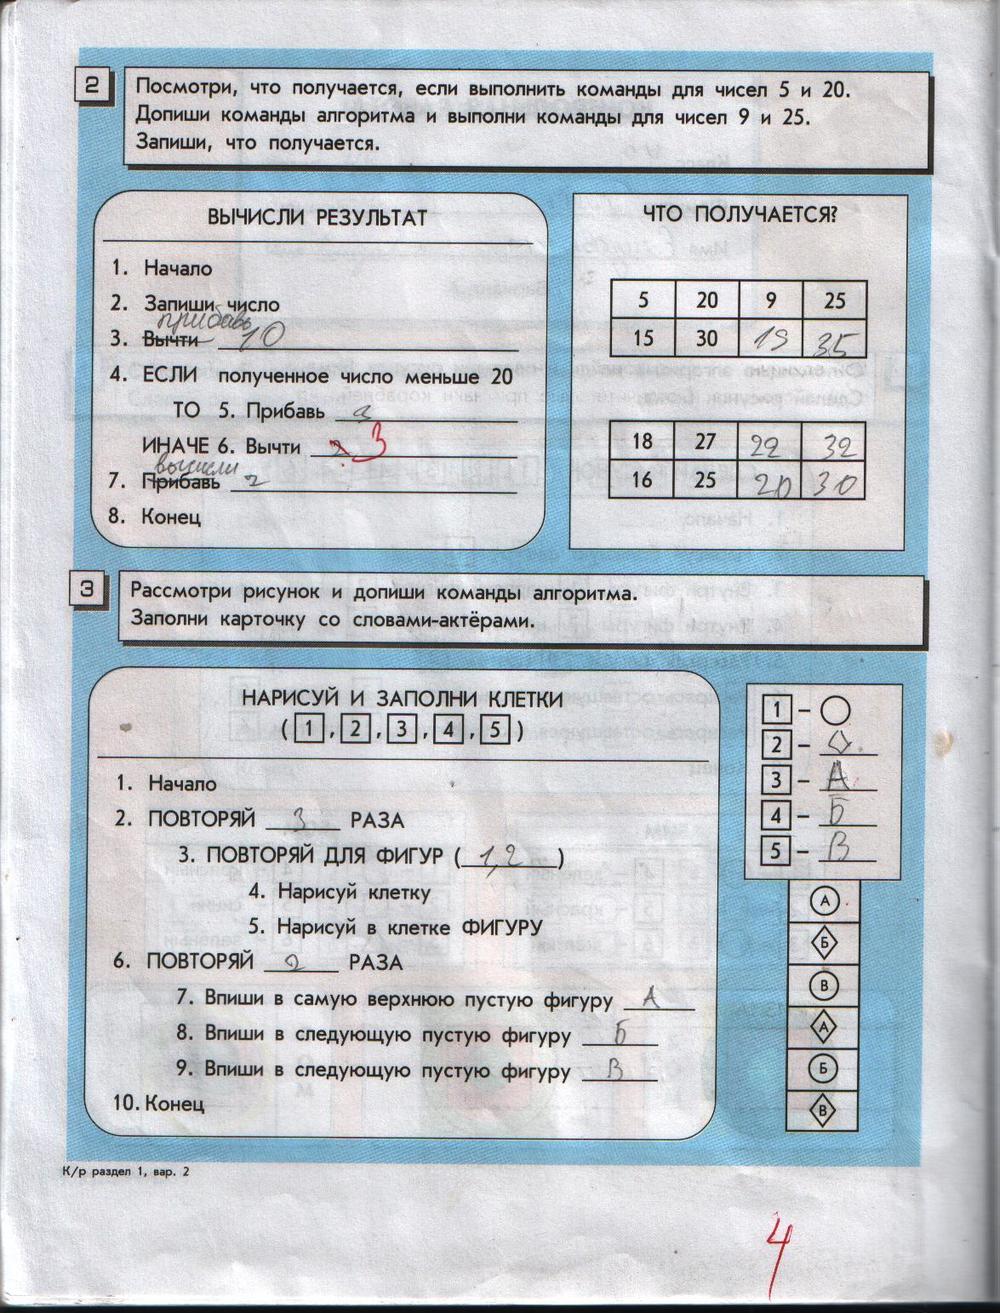 2
Посмотри, что получается, если выполнить команды для чисел 5 и 20.
Допиши команды алгоритма и выполни команды для чисел 9 и 25.
Запиши, что получается.
ВЫЧИСЛИ РЕЗУЛЬТАТ
1. Начало
2. Запиши число
прибавь
3. Вычти 10
4. ЕСЛИ полученное число меньше 20
ТО 5. Прибавь 3
ИНАЧЕ 6. Вычти 3
вычисли
7. Прибавь 2
8. Конец
ЧТО ПОЛУЧАЕТСЯ?
5 20 9 25
15 30 19 35
18 27 22 32
16 25 20 30
3
Рассмотри рисунок и допиши команды алгоритма.
Заполни карточку со словами-актёрами.
НАРИСУЙ И ЗАПОЛНИ КЛЕТКИ
( 1 , 2 , 3 , 4 , 5 )
1. Начало
2. ПОВТОРЯЙ 3 РАЗА
3. ПОВТОРЯЙ ДЛЯ ФИГУР ( 1,2 )
4. Нарисуй клетку
5. Нарисуй в клетке ФИГУРУ
6. ПОВТОРЯЙ 2 РАЗА
7. Впиши в самую верхнюю пустую фигуру А
8. Впиши в следующую пустую фигуру Б
9. Впиши в следующую пустую фигуру В
10. Конец
1 –
2 –
3 – А
4 – Б
5 – В
А
Б
В
А
Б
В
К/р раздел 1, вар. 2
4